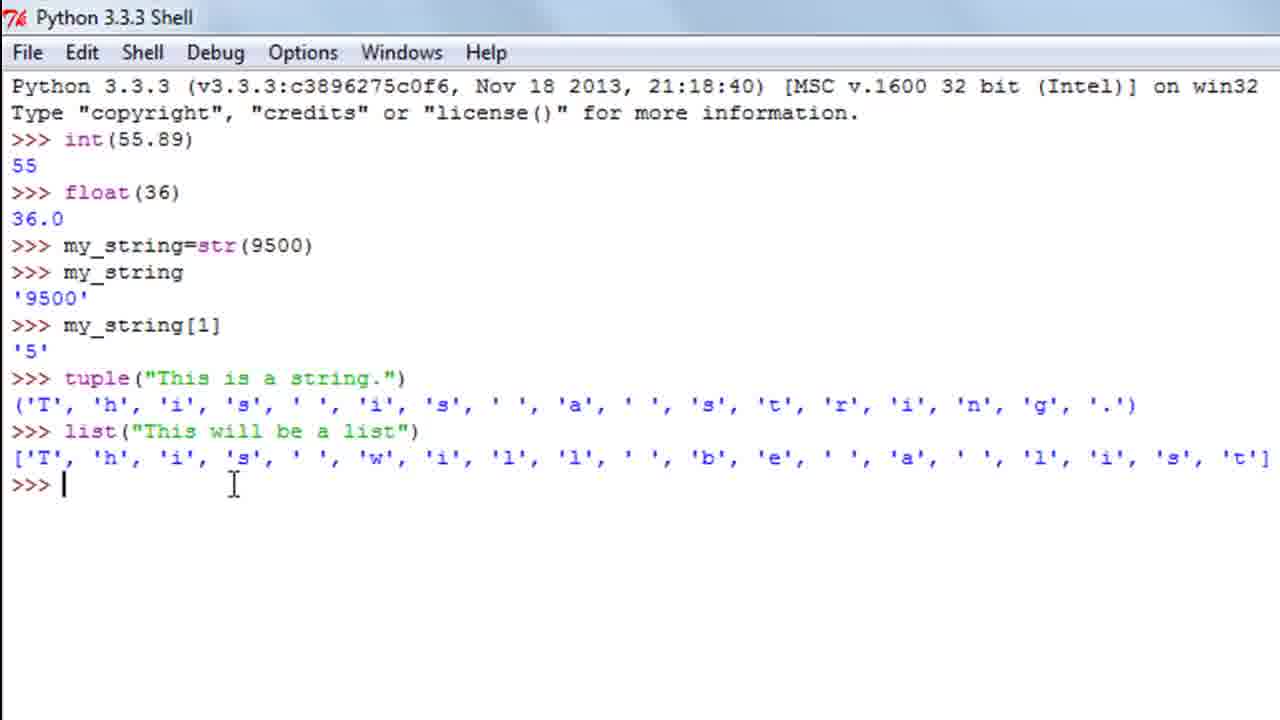 Python 3.3.3 Shell
File Edit Shell Debug Options Windows Help
Python 3.3.3 (v3.3.3:c3896275c0f6, Nov 18 2013, 21:18:40) [MSC v.1600 32 bit (Intel)] on win32
Type "copyright", "credits" or "license()" for more information.
>>> int(55.89)
55
>>> float(36)
36.0
>>> my_string=str(9500)
>>> my_string
'9500'
>>> my_string[1]
'5'
>>> tuple("This is a string.")
('T', 'h', 'i', 's', ' ', 'i', 's', ' ', 'a', ' ', 's', 't', 'r', 'i', 'n', 'g', '.')
>>> list("This will be a list")
['T', 'h', 'i', 's', ' ', 'w', 'i', 'l', 'l', ' ', 'b', 'e', ' ', 'a', ' ', 'l', 'i', 's', 't']
>>>